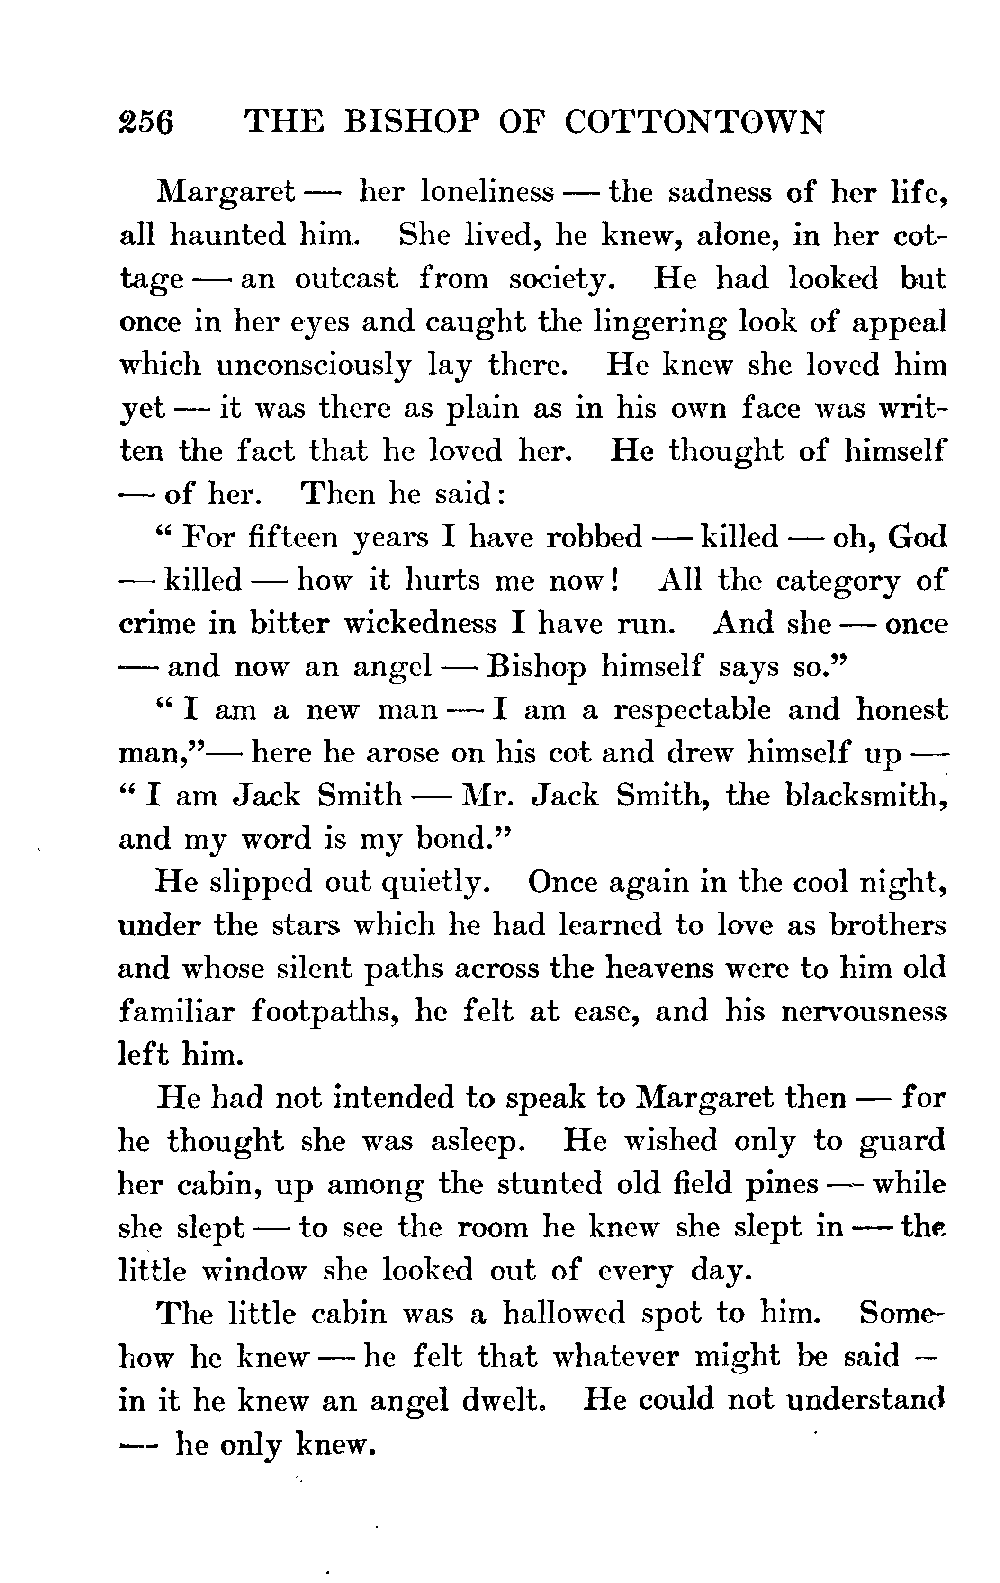 256 THE BISHOP OF COTTONTOWN
Margaret — her loneliness — the sadness of her life,
all haunted him. She lived, he knew, alone, in her cot-
tage — an outcast from society. He had looked but
once in her eyes and caught the lingering look of appeal
which unconsciously lay there. He knew she loved him
yet — it was there as plain as in his own face was writ-
ten the fact that he loved her. He thought of himself
— of her. Then he said:
“ For fifteen years I have robbed — killed — oh, God
— killed — how it hurts me now! All the category of
crime in bitter wickedness I have run. And she — once
— and now an angel — Bishop himself says so.”
“ I am a new man — I am a respectable and honest
man,”— here he arose on his cot and drew himself up —
“ I am Jack Smith — Mr. Jack Smith, the blacksmith,
and my word is my bond.”
He slipped out quietly. Once again in the cool night,
under the stars which he had learned to love as brothers
and whose silent paths across the heavens were to him old
familiar footpaths, he felt at ease, and his nervousness
left him.
He had not intended to speak to Margaret then — for
he thought she was asleep. He wished only to guard
her cabin, up among the stunted old field pines — while
she slept — to see the room he knew she slept in — the
little window she looked out of every day.
The little cabin was a hallowed spot to him. Some-
how he knew — he felt that whatever might be said —
in it he knew an angel dwelt. He could not understand
— he only knew.